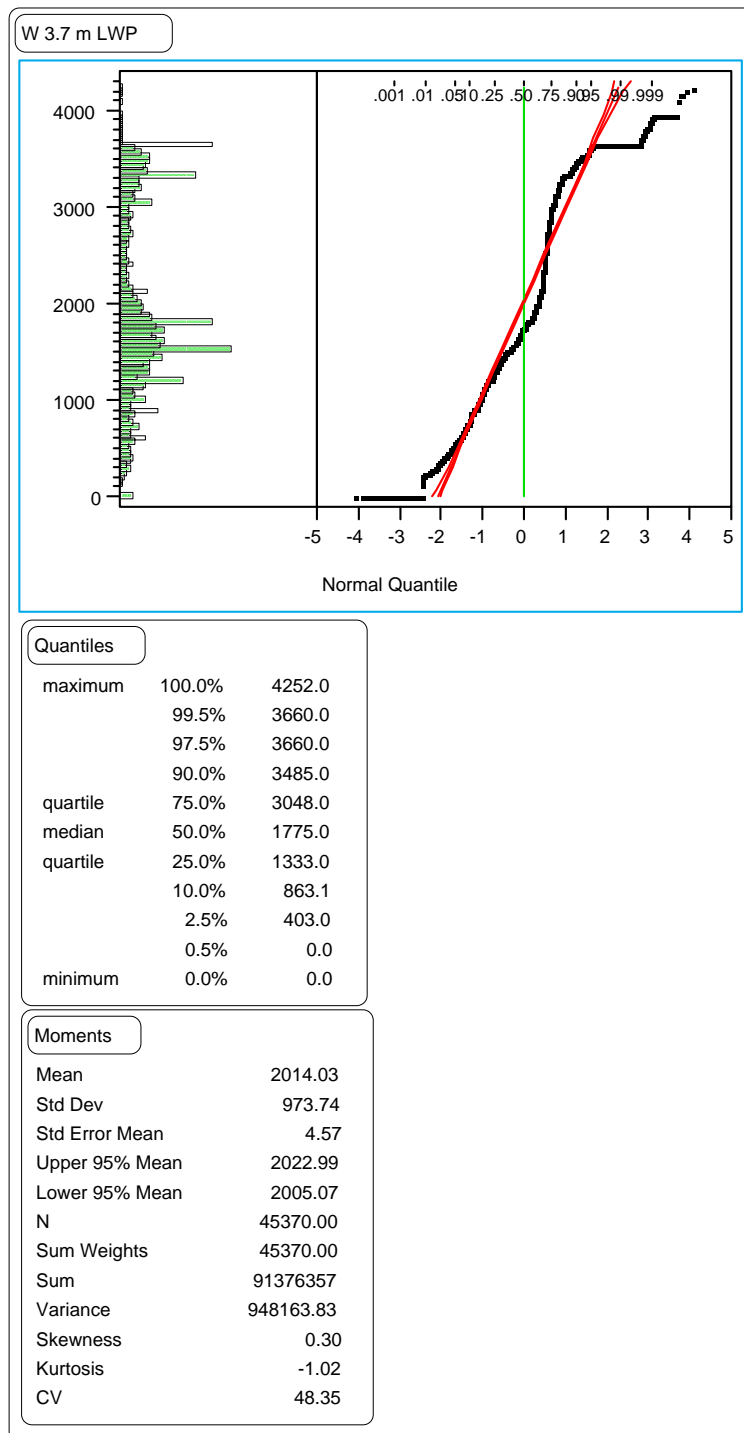 W 3.7 m LWP
4000
3000
2000
1000
0
.001 .01 .05 .10 .25 .50 .75 .90 .95 .99 .999
-5 -4 -3 -2 -1 0 1 2 3 4 5
Normal Quantile
Quantiles
maximum 100.0% 4252.0
99.5% 3660.0
97.5% 3660.0
90.0% 3485.0
quartile 75.0% 3048.0
median 50.0% 1775.0
quartile 25.0% 1333.0
10.0% 863.1
2.5% 403.0
0.5% 0.0
minimum 0.0% 0.0
Moments
Mean 2014.03
Std Dev 973.74
Std Error Mean 4.57
Upper 95% Mean 2022.99
Lower 95% Mean 2005.07
N 45370.00
Sum Weights 45370.00
Sum 91376357
Variance 948163.83
Skewness 0.30
Kurtosis -1.02
CV 48.35